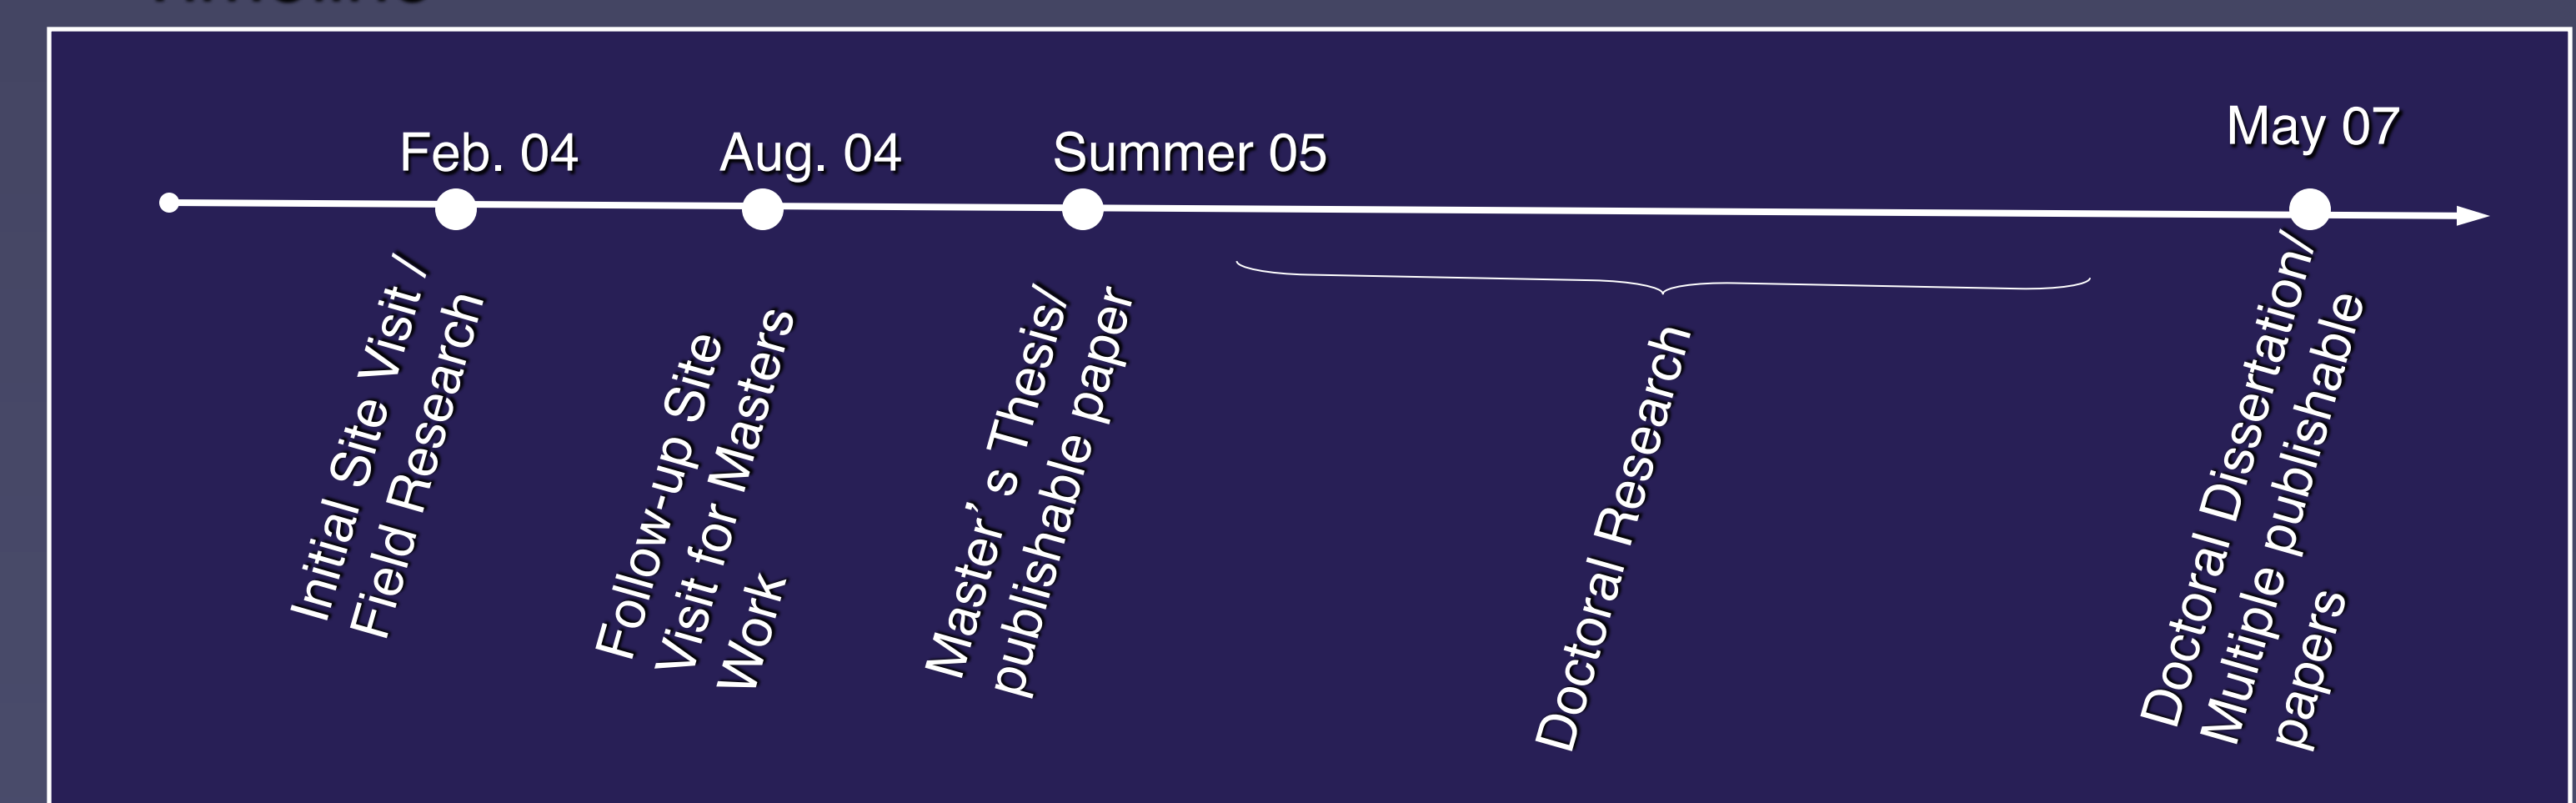 Timeline
Feb. 04
Aug. 04
Summer 05
May 07
Initial Site Visit /
Field Research
Follow-up Site
Visit for Masters
Work
Master’ s Thesis/
publishable paper
Doctoral Research
Doctoral Dissertation/
Multiple publishable
papers